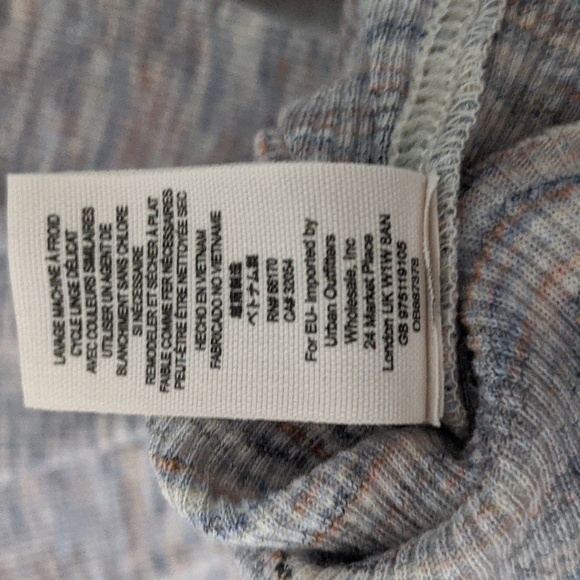 LAVAGE MACHINE À FROID
CYCLE LINGE DÉLICAT
AVEC COULEURS SIMILAIRES
UTILISER UN AGENT DE
BLANCHIMENT SANS CHLORE
SI NÉCESSAIRE
REMODELER ET SÉCHER À PLAT
FAIBLE COMME FER NÉCESSAIRES
PEUT-ÊTRE ÊTRE NETTOYÉE SEC
HECHO EN VIETNAM
FABRICADO NO VIETNAME
越南製造
ベトナム製
RN# 66170
CA# 32054
For EU- imported by
Urban Outfitters
Wholesale, Inc
24 Market Place
London UK W1W 8AN
GB 975119105